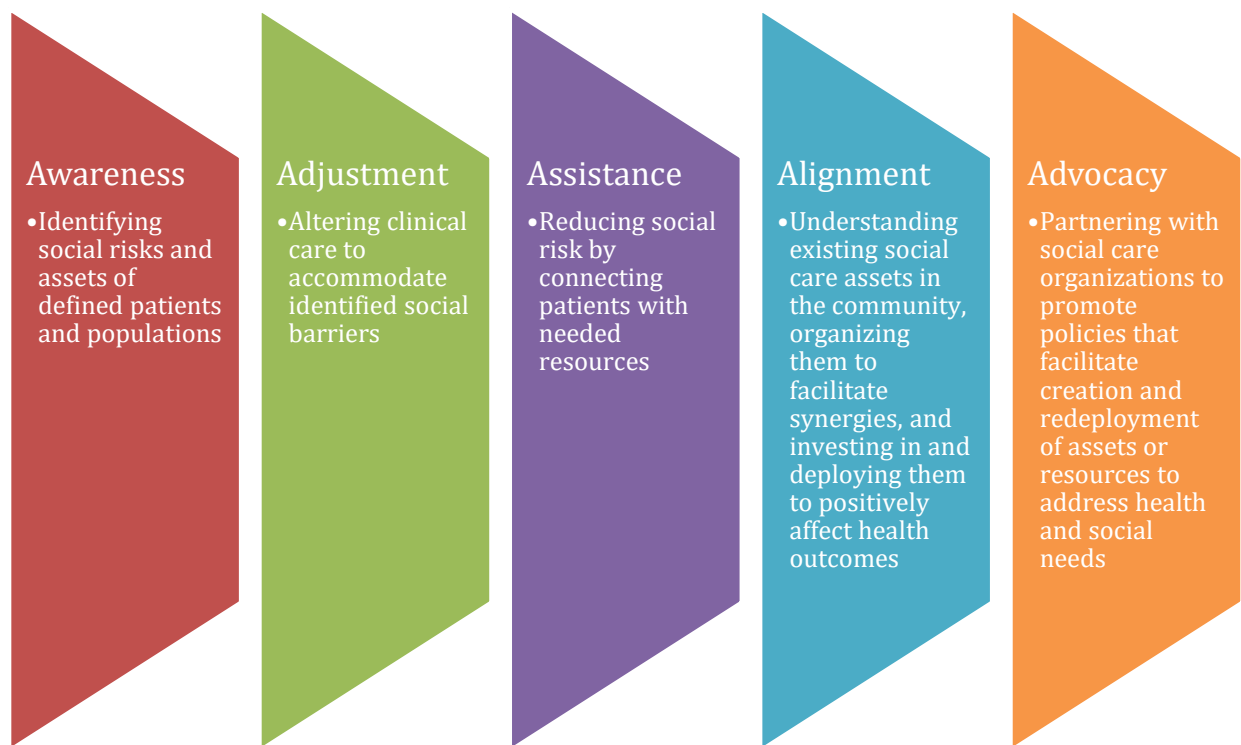 Awareness
•Identifying
social risks and
assets of
defined patients
and populations
Adjustment
•Altering clinical
care to
accommodate
identified social
barriers
Assistance
•Reducing social
risk by
connecting
patients with
needed
resources
Alignment
•Understanding
existing social
care assets in
the community,
organizing
them to
facilitate
synergies, and
investing in and
deploying them
to positively
affect health
outcomes
Advocacy
•Partnering with
social care
organizations to
promote
policies that
facilitate
creation and
redeployment
of assets or
resources to
address health
and social
needs